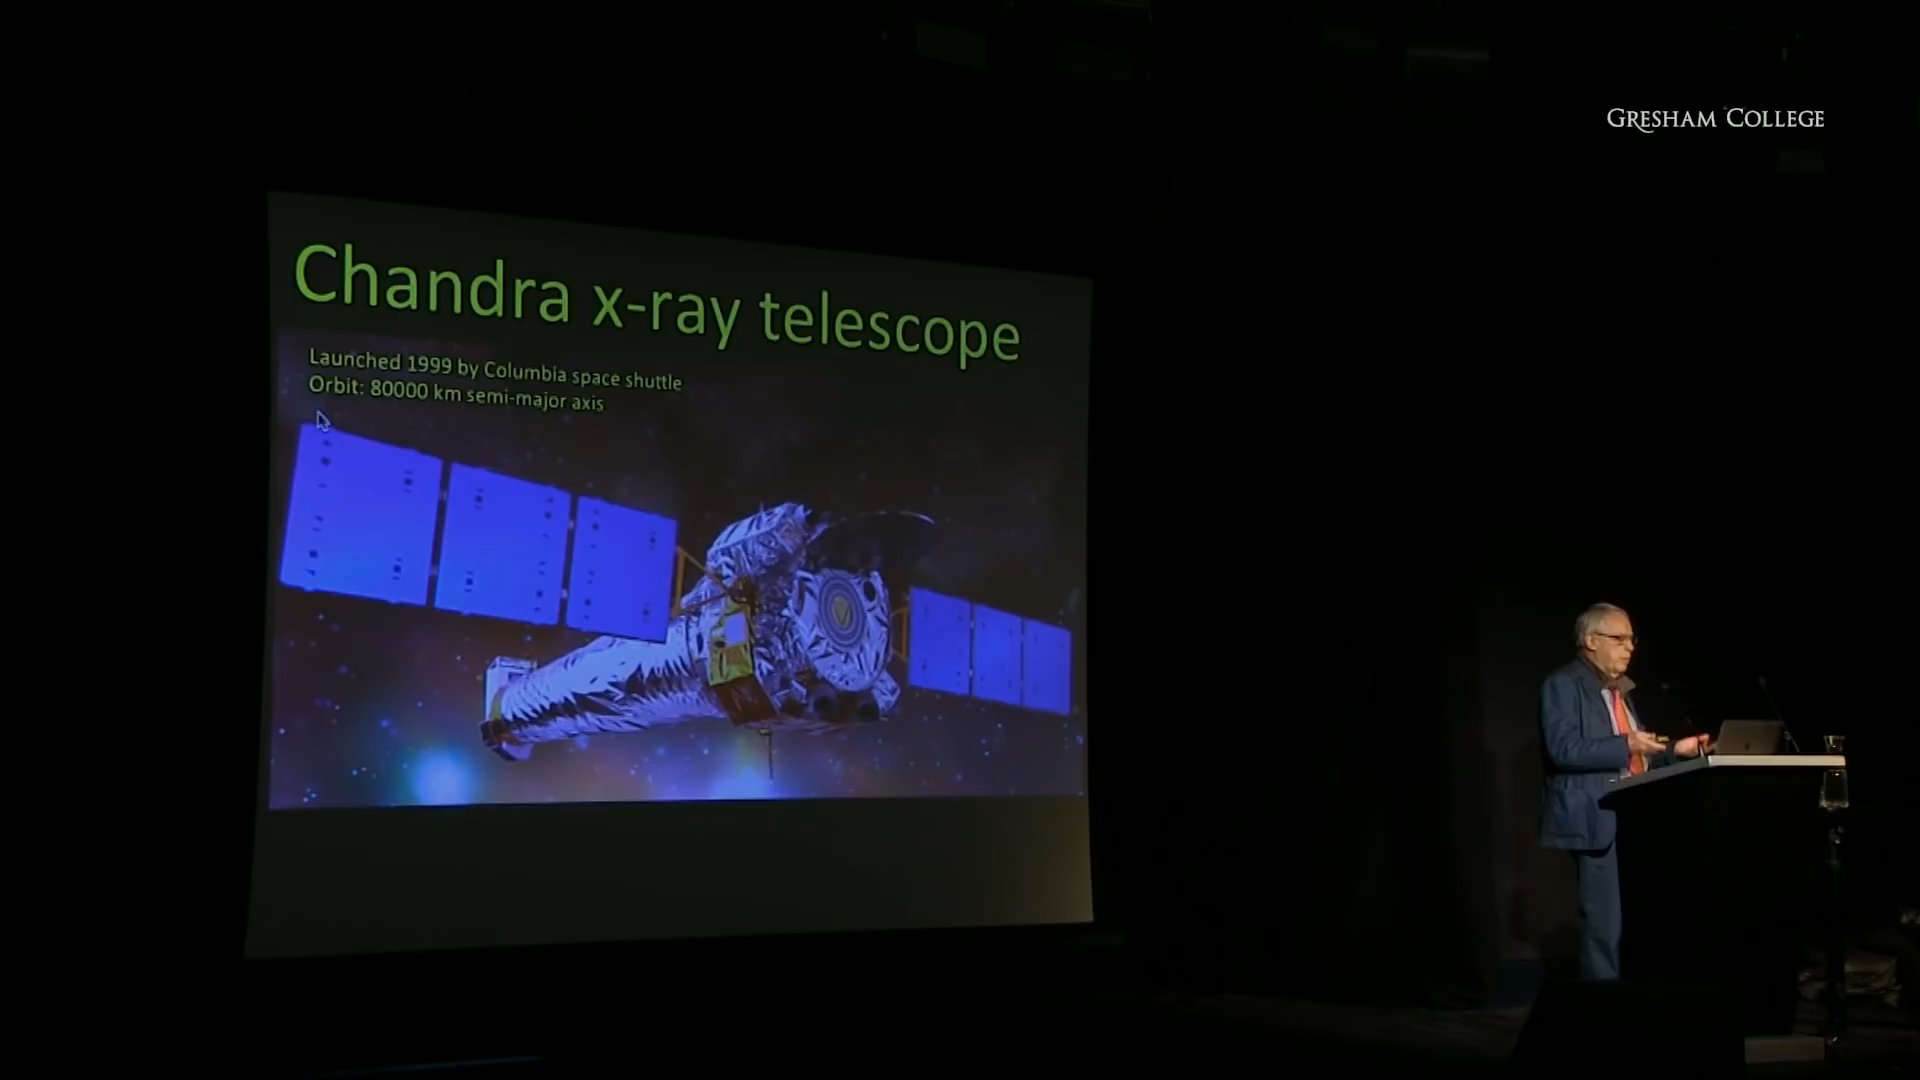 GRESHAM COLLEGE
Chandra x-ray telescope
Launched 1999 by Columbia space shuttle
Orbit: 80000 km semi-major axis